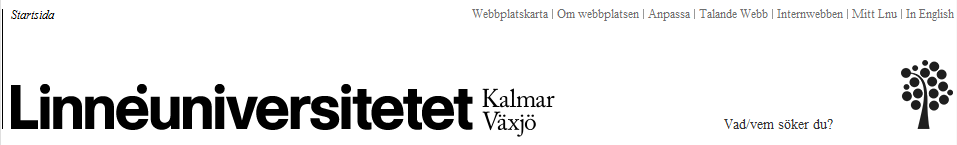 Startsida
Webbplatskarta | Om webbplatsen | Anpassa | Talande Webb | Internwebben | Mitt Lnu | In English
Linnéuniversitetet
Kalmar
Växjö
Vad/vem söker du?